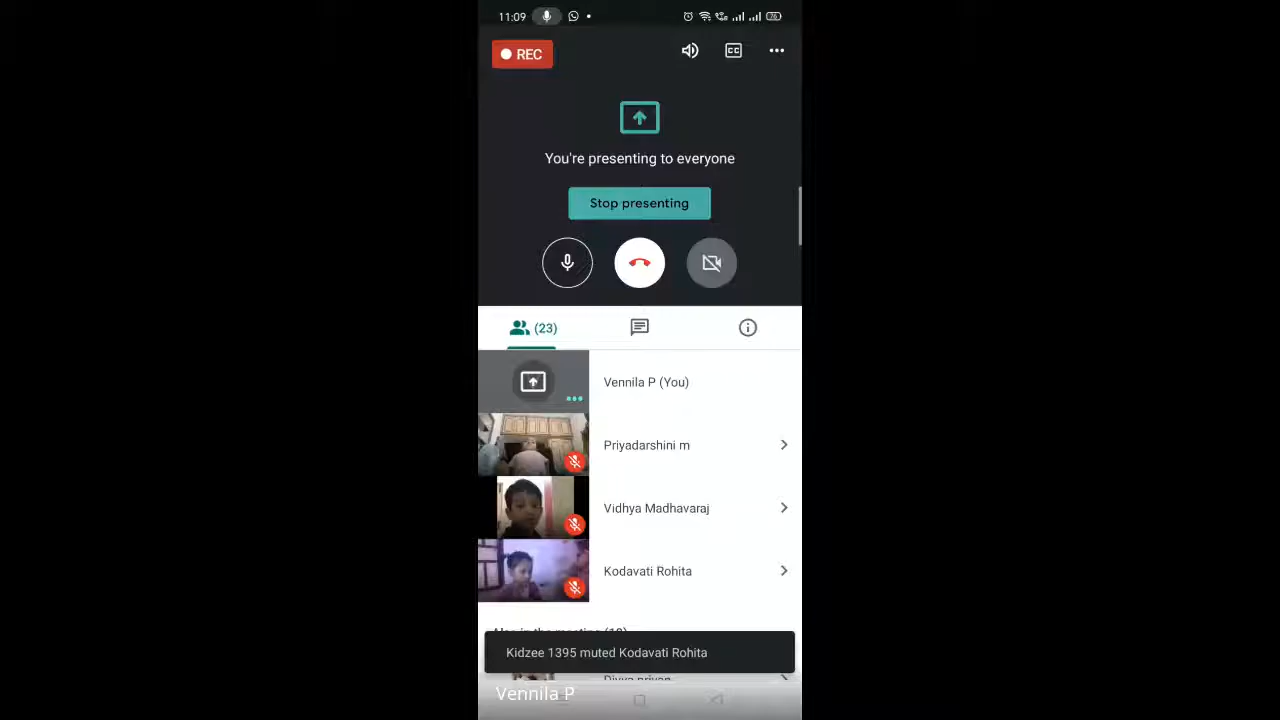 11:09
REC
CC
You're presenting to everyone
Stop presenting
(23)
Vennila P (You)
Priyadarshini m
Vidhya Madhavaraj
Kodavati Rohita
Kidzee 1395 muted Kodavati Rohita
Vennila P